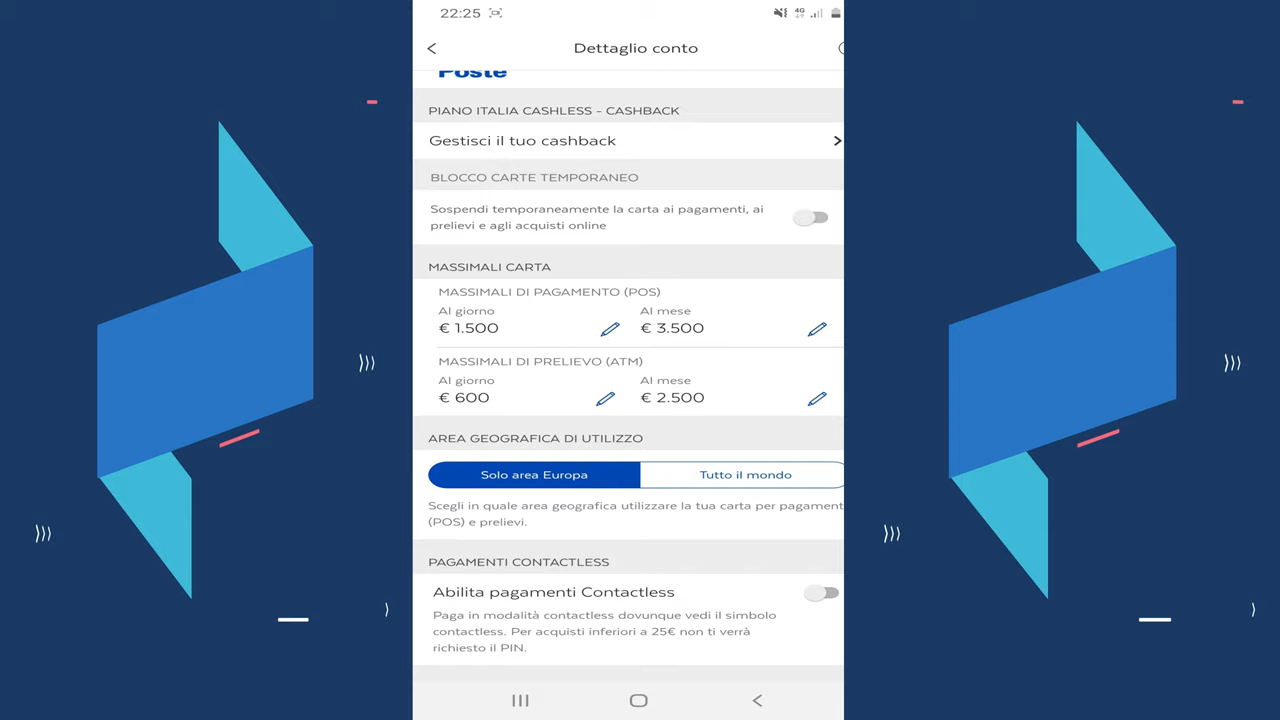 22:25
4G
Dettaglio conto
Poste
PIANO ITALIA CASHLESS - CASHBACK
Gestisci il tuo cashback
BLOCCO CARTE TEMPORANEO
Sospendi temporaneamente la carta ai pagamenti, ai
prelievi e agli acquisti online
MASSIMALI CARTA
MASSIMALI DI PAGAMENTO (POS)
Al giorno Al mese
€ 1.500 € 3.500
MASSIMALI DI PRELIEVO (ATM)
Al giorno Al mese
€ 600 € 2.500
AREA GEOGRAFICA DI UTILIZZO
Solo area Europa Tutto il mondo
Scegli in quale area geografica utilizzare la tua carta per pagament
(POS) e prelievi.
PAGAMENTI CONTACTLESS
Abilita pagamenti Contactless
Paga in modalità contactless dovunque vedi il simbolo
contactless. Per acquisti inferiori a 25€ non ti verrà
richiesto il PIN.